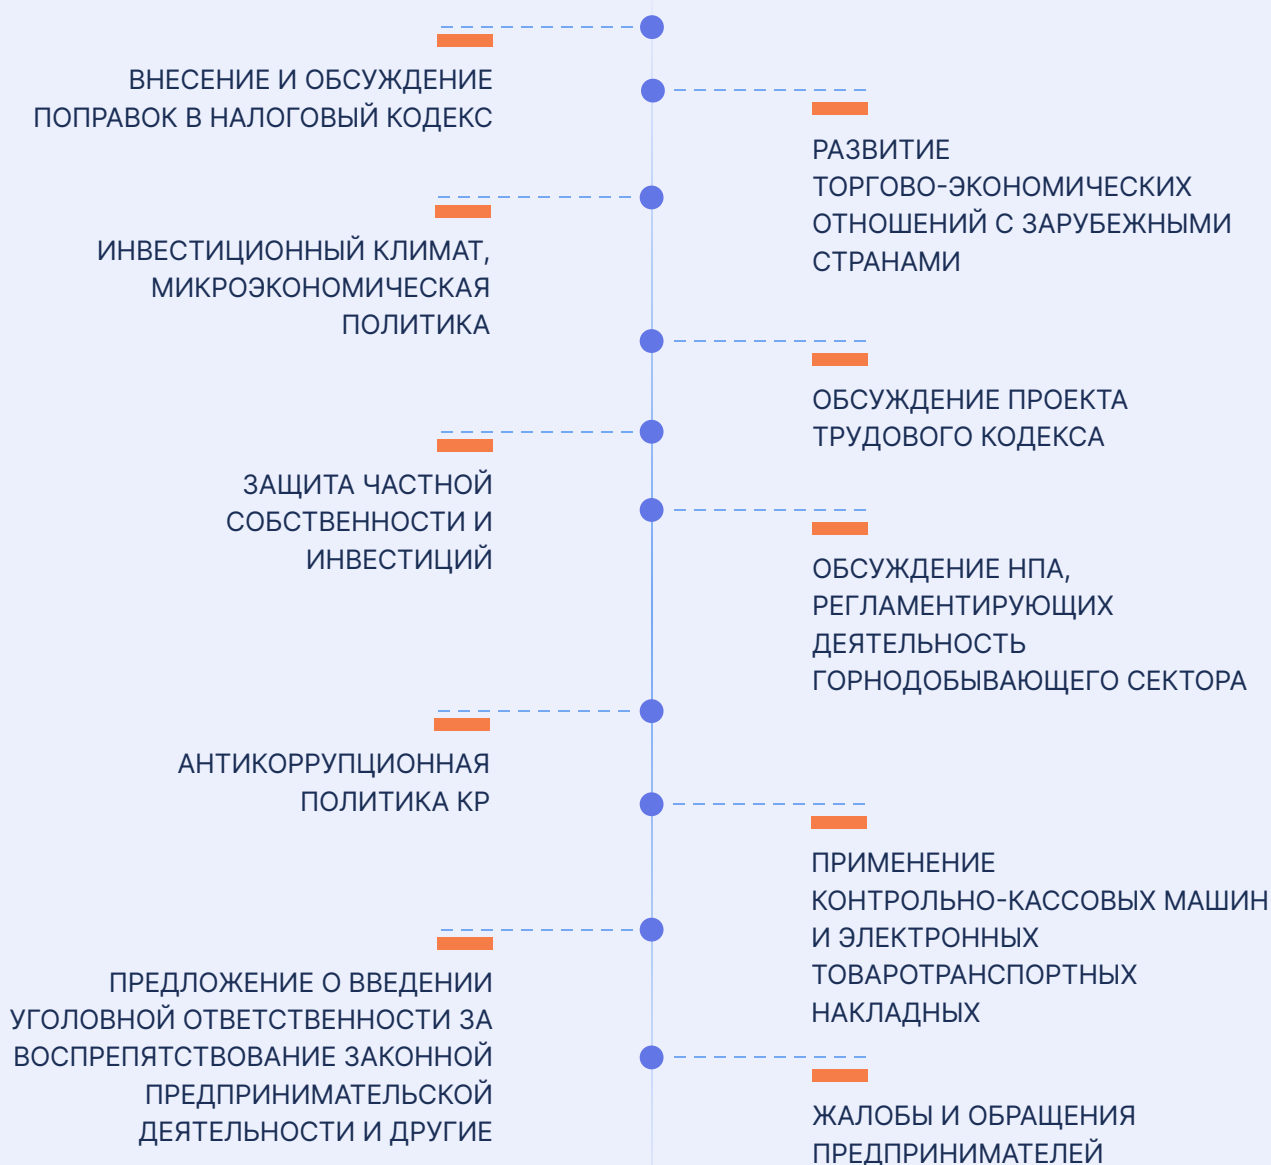 ВНЕСЕНИЕ И ОБСУЖДЕНИЕ
ПОПРАВОК В НАЛОГОВЫЙ КОДЕКС
РАЗВИТИЕ
ТОРГОВО-ЭКОНОМИЧЕСКИХ
ОТНОШЕНИЙ С ЗАРУБЕЖНЫМИ
СТРАНАМИ
ИНВЕСТИЦИОННЫЙ КЛИМАТ,
МИКРОЭКОНОМИЧЕСКАЯ
ПОЛИТИКА
ОБСУЖДЕНИЕ ПРОЕКТА
ТРУДОВОГО КОДЕКСА
ЗАЩИТА ЧАСТНОЙ
СОБСТВЕННОСТИ И
ИНВЕСТИЦИЙ
ОБСУЖДЕНИЕ НПА,
РЕГЛАМЕНТИРУЮЩИХ
ДЕЯТЕЛЬНОСТЬ
ГОРНОДОБЫВАЮЩЕГО СЕКТОРА
АНТИКОРРУПЦИОННАЯ
ПОЛИТИКА КР
ПРИМЕНЕНИЕ
КОНТРОЛЬНО-КАССОВЫХ МАШИН
И ЭЛЕКТРОННЫХ
ТОВАРОТРАНСПОРТНЫХ
НАКЛАДНЫХ
ПРЕДЛОЖЕНИЕ О ВВЕДЕНИИ
УГОЛОВНОЙ ОТВЕТСТВЕННОСТИ ЗА
ВОСПРЕПЯТСТВОВАНИЕ ЗАКОННОЙ
ПРЕДПРИНИМАТЕЛЬСКОЙ
ДЕЯТЕЛЬНОСТИ И ДРУГИЕ
ЖАЛОБЫ И ОБРАЩЕНИЯ
ПРЕДПРИНИМАТЕЛЕЙ